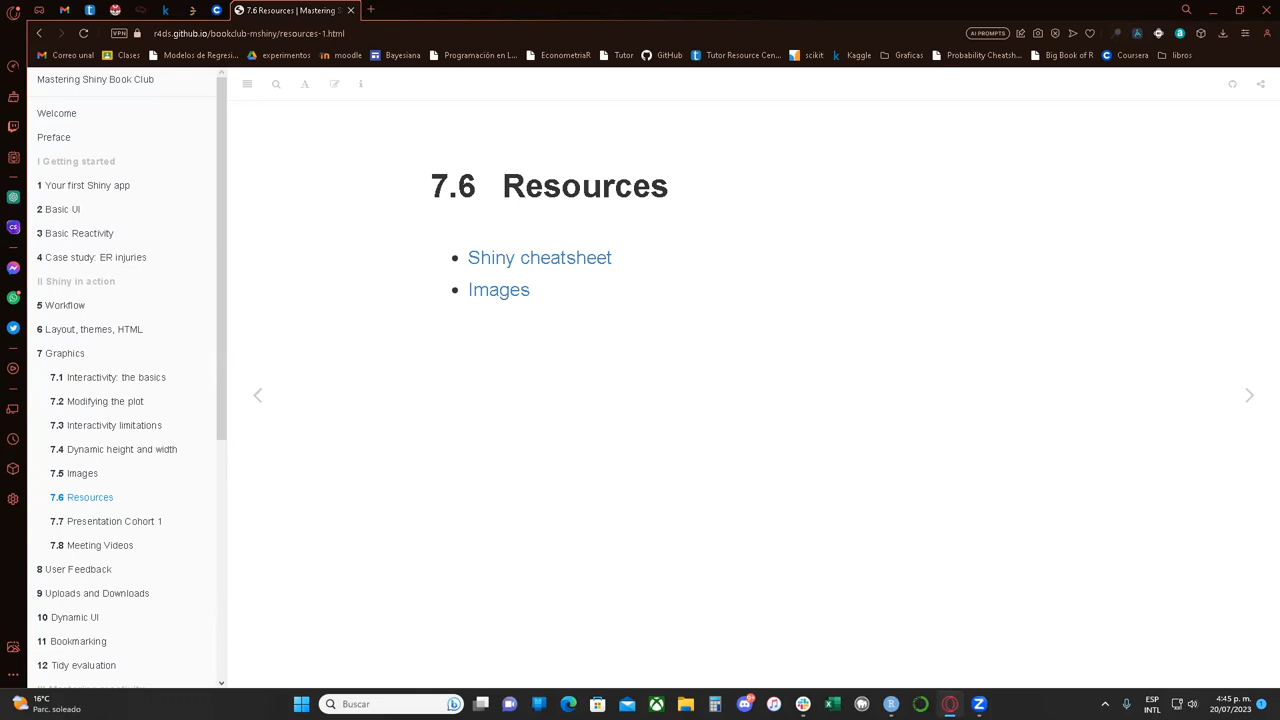 7.6 Resources | Mastering S
r4ds.github.io/bookclub-mshiny/resources-1.html
VPN
AI PROMPTS
Correo unal
Clases
Modelos de Regresi...
experimentos
moodle
Bayesiana
Programación en L...
EconometriaR
Tutor
GitHub
Tutor Resource Cen...
scikit
Kaggle
Graficas
Probability Cheatsh...
Big Book of R
Coursera
libros
Mastering Shiny Book Club
Welcome
Preface
I Getting started
1 Your first Shiny app
2 Basic UI
3 Basic Reactivity
4 Case study: ER injuries
II Shiny in action
5 Workflow
6 Layout, themes, HTML
7 Graphics
7.1 Interactivity: the basics
7.2 Modifying the plot
7.3 Interactivity limitations
7.4 Dynamic height and width
7.5 Images
7.6 Resources
7.7 Presentation Cohort 1
7.8 Meeting Videos
8 User Feedback
9 Uploads and Downloads
10 Dynamic UI
11 Bookmarking
12 Tidy evaluation
7.6 Resources
Shiny cheatsheet
Images
16°C
Parc. soleado
Buscar
ESP
INTL
4:45 p. m.
20/07/2023